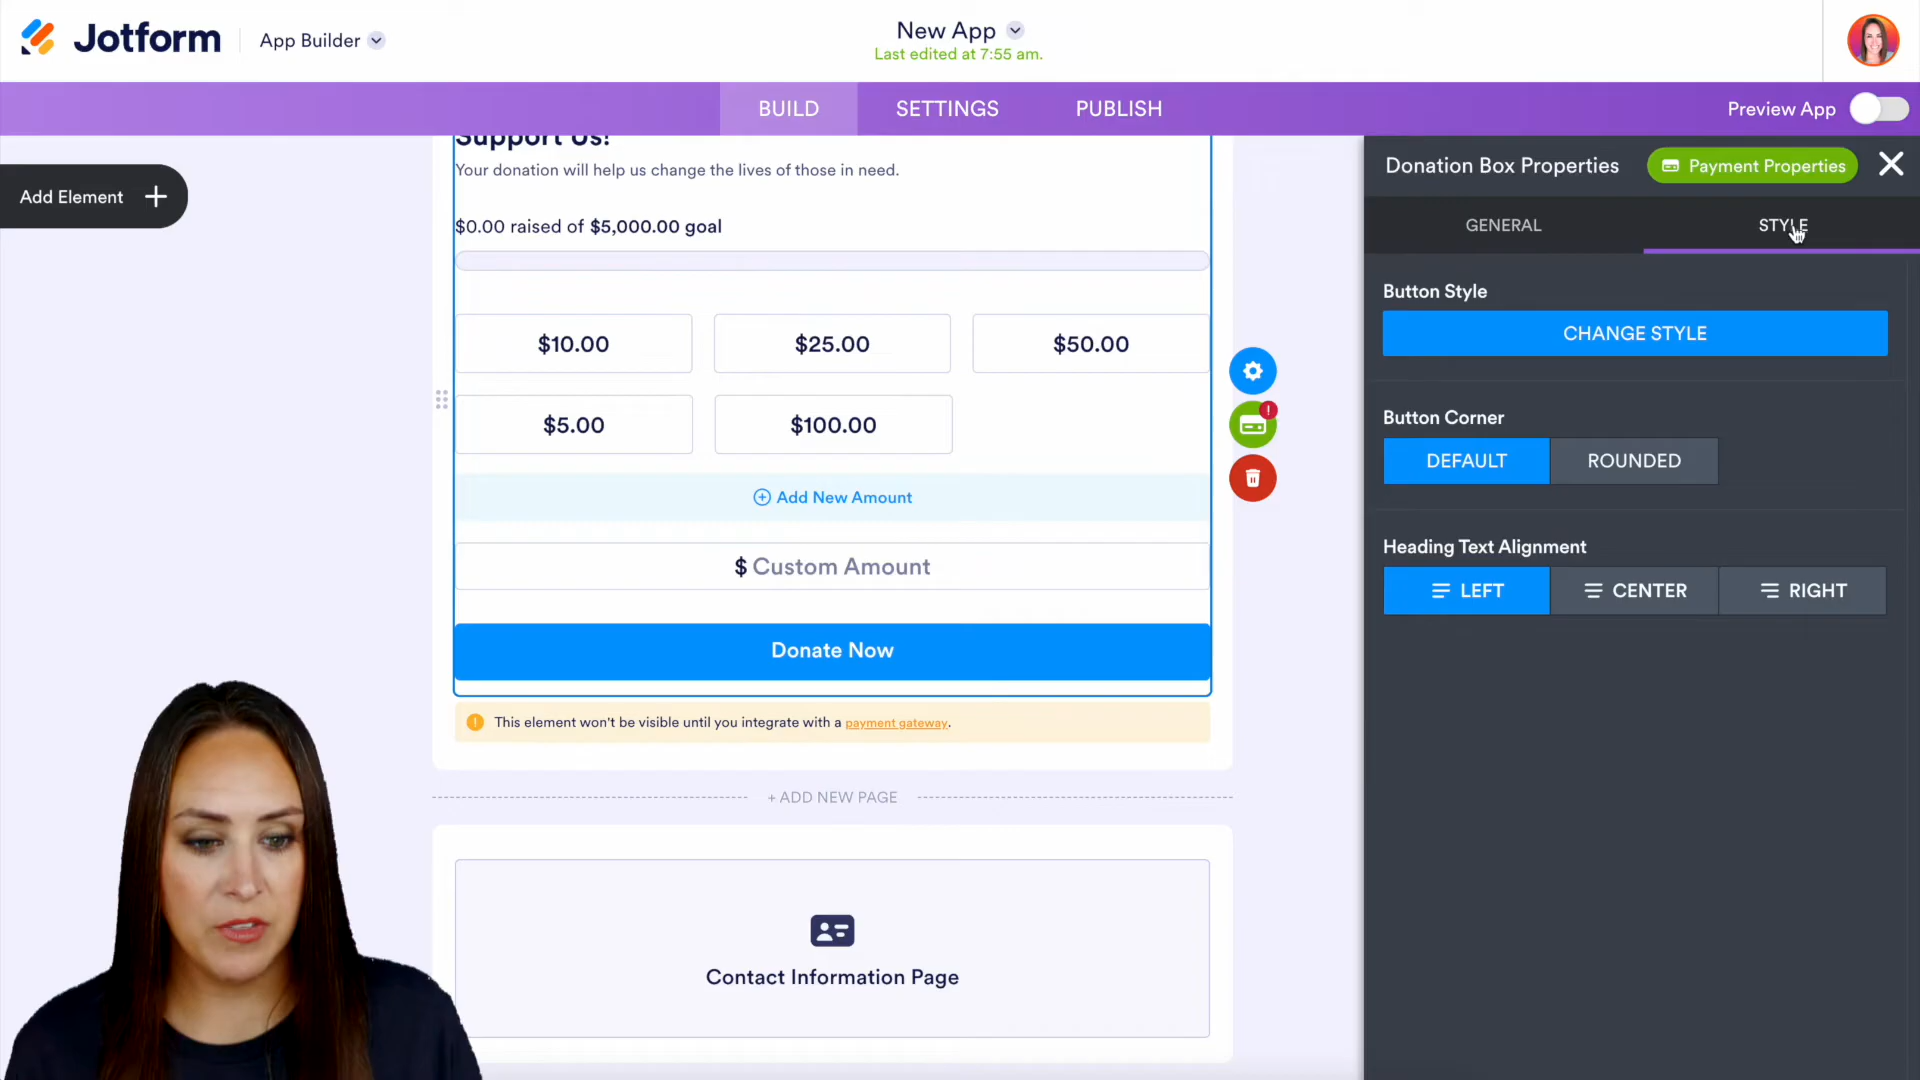 Jotform
App Builder
New App
Last edited at 7:55 am.
BUILD
SETTINGS
PUBLISH
Preview App
Add Element
Support Us!
Your donation will help us change the lives of those in need.
$0.00 raised of $5,000.00 goal
$10.00
$25.00
$50.00
$5.00
$100.00
Add New Amount
$ Custom Amount
Donate Now
This element won't be visible until you integrate with a payment gateway.
+ ADD NEW PAGE
Contact Information Page
Donation Box Properties
Payment Properties
GENERAL
STYLE
Button Style
CHANGE STYLE
Button Corner
DEFAULT
ROUNDED
Heading Text Alignment
LEFT
CENTER
RIGHT